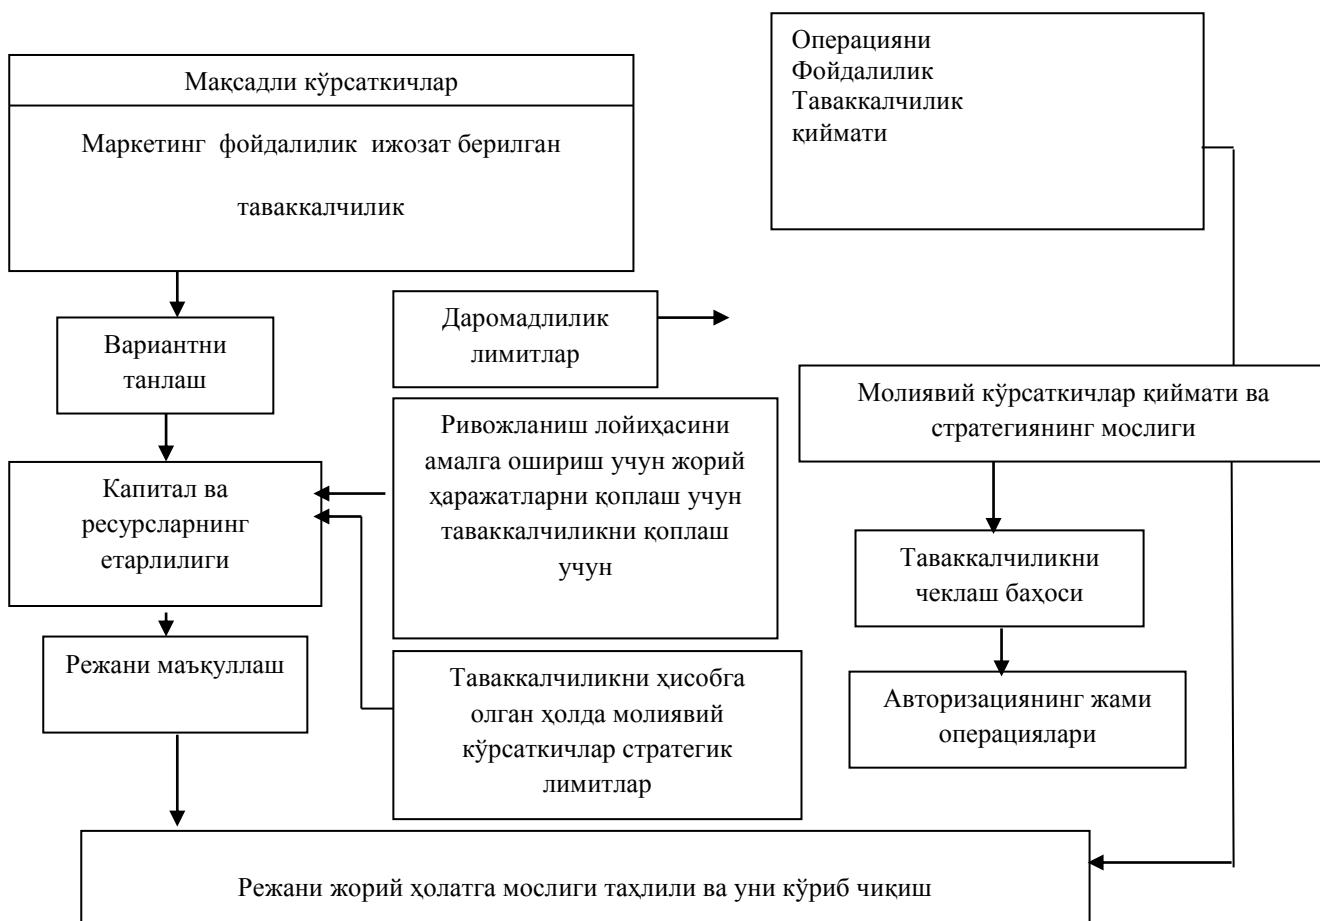 Мақсадли кўрсаткичлар
Маркетинг фойдалилик ижозат берилган
таваккалчилик
Операцияни
Фойдалилик
Таваккалчилик
қиймати
Вариантни
танлаш
Даромадлилик
лимитлар
Молиявий кўрсаткичлар қиймати ва
стратегиянинг мослиги
Капитал ва
ресурсларнинг
етарлилиги
Ривожланиш лойиҳасини
амалга ошириш учун жорий
ҳаражатларни қоплаш учун
таваккалчиликни қоплаш
учун
Таваккалчиликни
чеклаш баҳоси
Режани маъқуллаш
Таваккалчиликни ҳисобга
олган ҳолда молиявий
кўрсаткичлар стратегик
лимитлар
Авторизациянинг жами
операциялари
Режани жорий ҳолатга мослиги таҳлили ва уни кўриб чиқиш